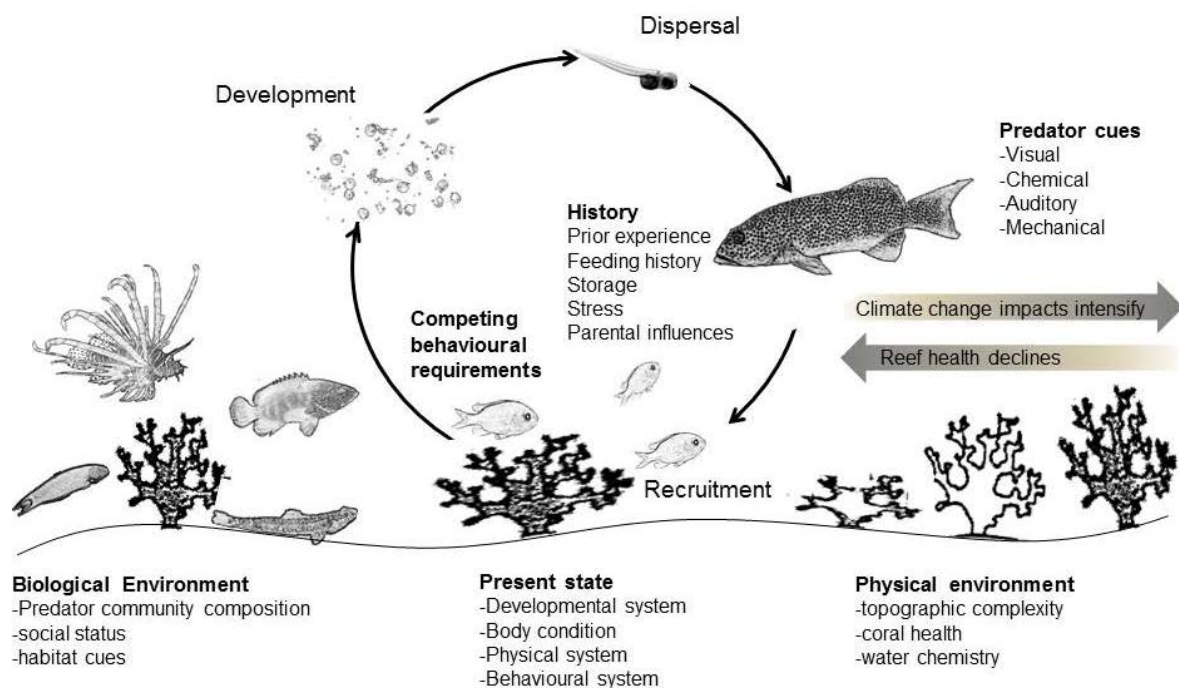 Dispersal
Development
Predator cues
-Visual
-Chemical
-Auditory
-Mechanical
History
Prior experience
Feeding history
Storage
Stress
Parental influences
Competing
behavioural
requirements
Climate change impacts intensify
Reef health declines
Recruitment
Biological Environment
-Predator community composition
-social status
-habitat cues
Present state
-Developmental system
-Body condition
-Physical system
-Behavioural system
Physical environment
-topographic complexity
-coral health
-water chemistry